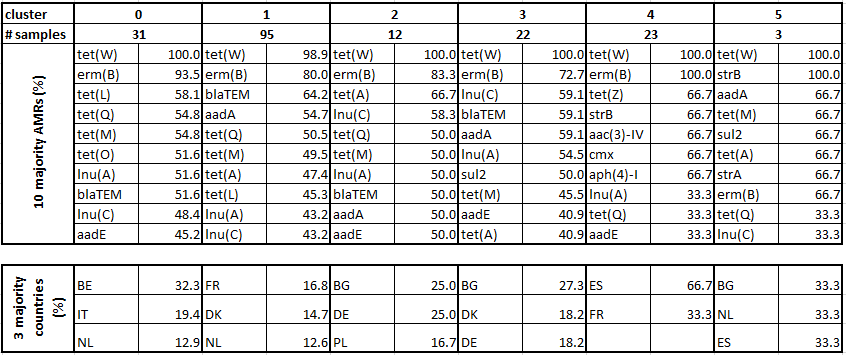 cluster 0 1 2 3 4 5
# samples 31 95 12 22 23 3
10 majority AMRs (%)
tet(W) 100.0 tet(W) 98.9 tet(W) 100.0 tet(W) 100.0 tet(W) 100.0 tet(W) 100.0
erm(B) 93.5 erm(B) 80.0 erm(B) 83.3 erm(B) 72.7 erm(B) 100.0 strB 100.0
tet(L) 58.1 blaTEM 64.2 tet(A) 66.7 lnu(C) 59.1 tet(Z) 66.7 aadA 66.7
tet(Q) 54.8 aadA 54.7 lnu(C) 58.3 blaTEM 59.1 strB 66.7 tet(M) 66.7
tet(M) 54.8 tet(Q) 50.5 tet(Q) 50.0 aadA 59.1 aac(3)-IV 66.7 sul2 66.7
tet(O) 51.6 tet(M) 49.5 tet(M) 50.0 lnu(A) 54.5 cmx 66.7 tet(A) 66.7
lnu(A) 51.6 tet(A) 47.4 lnu(A) 50.0 sul2 50.0 aph(4)-I 66.7 strA 66.7
blaTEM 51.6 tet(L) 45.3 blaTEM 50.0 tet(M) 45.5 lnu(A) 33.3 erm(B) 66.7
lnu(C) 48.4 lnu(A) 43.2 aadA 50.0 aadE 40.9 tet(Q) 33.3 tet(Q) 33.3
aadE 45.2 lnu(C) 43.2 aadE 50.0 tet(A) 40.9 aadE 33.3 lnu(C) 33.3
3 majority
countries
(%)
BE 32.3 FR 16.8 BG 25.0 BG 27.3 ES 66.7 BG 33.3
IT 19.4 DK 14.7 DE 25.0 DK 18.2 FR 33.3 NL 33.3
NL 12.9 NL 12.6 PL 16.7 DE 18.2 ES 33.3